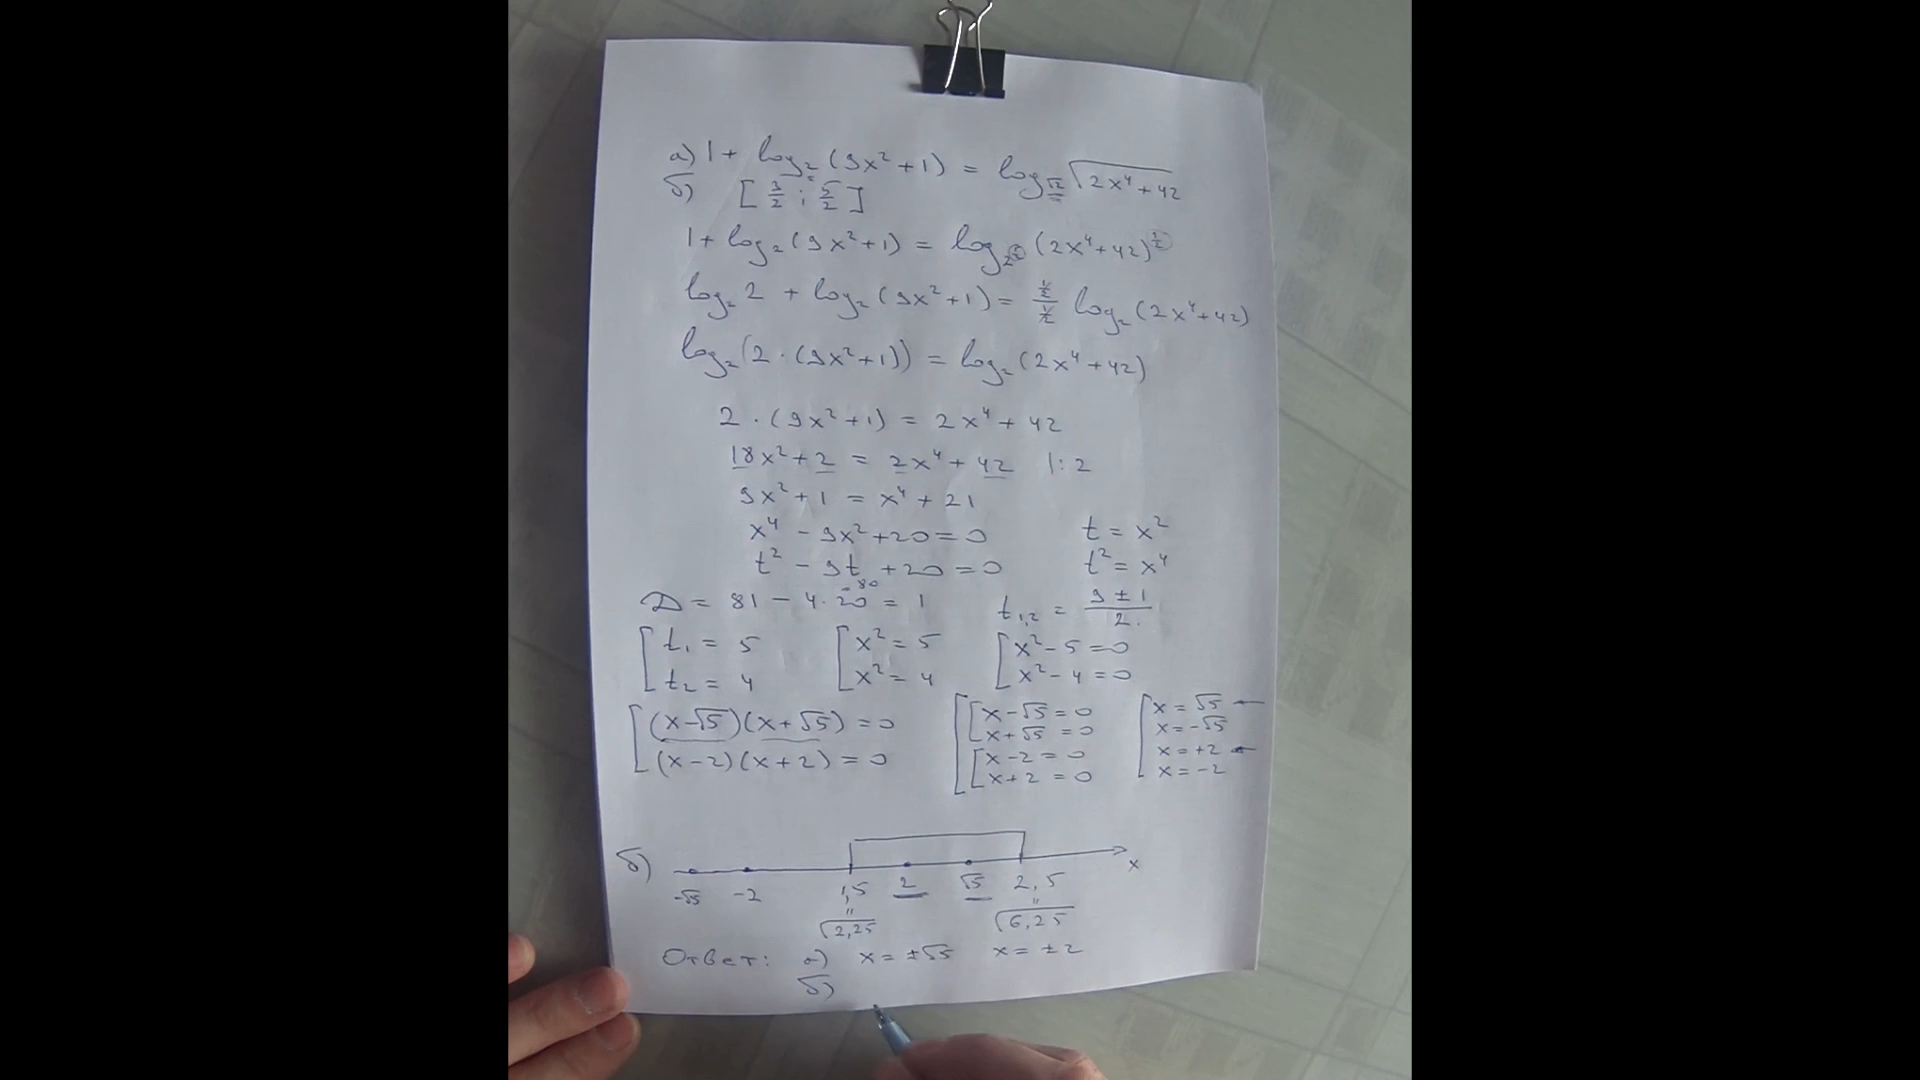 а) 1 + log₂(9x² + 1) = log_√2 √(2x⁴ + 42)
б) [3/2 ; 5/2]
1 + log₂(9x² + 1) = log_2^(1/2) (2x⁴ + 42)^(1/2)
log₂ 2 + log₂(9x² + 1) = (1/2)/(1/2) log₂(2x⁴ + 42)
log₂(2 · (9x² + 1)) = log₂(2x⁴ + 42)
2 · (9x² + 1) = 2x⁴ + 42
18x² + 2 = 2x⁴ + 42 |: 2
9x² + 1 = x⁴ + 21
x⁴ - 9x² + 20 = 0 t = x²
t² - 9t + 20 = 0 t² = x⁴
D = 81 - 4·20 = 1 -80 t₁,₂ = (9 ± 1)/2
[ t₁ = 5 [ x² = 5 [ x² - 5 = 0
t₂ = 4 x² = 4 x² - 4 = 0
[ (x-√5)(x+√5) = 0 [ [ x - √5 = 0 [ x = √5 ←
x + √5 = 0 x = -√5
(x-2)(x+2) = 0 [ x - 2 = 0 x = +2 ←
x + 2 = 0 x = -2
б) x
-√5 -2 1,5 2 √5 2,5
" "
√2,25 √6,25
Ответ: а) x = ±√5 x = ±2
б)